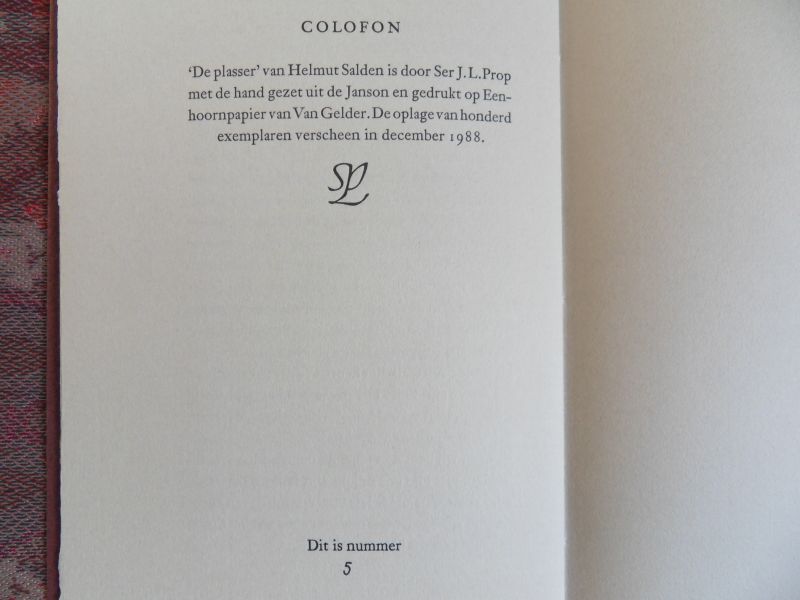 COLOFON
‘De plasser’ van Helmut Salden is door Ser J.L.Prop
met de hand gezet uit de Janson en gedrukt op Een-
hoornpapier van Van Gelder. De oplage van honderd
exemplaren verscheen in december 1988.
SPL
Dit is nummer
5